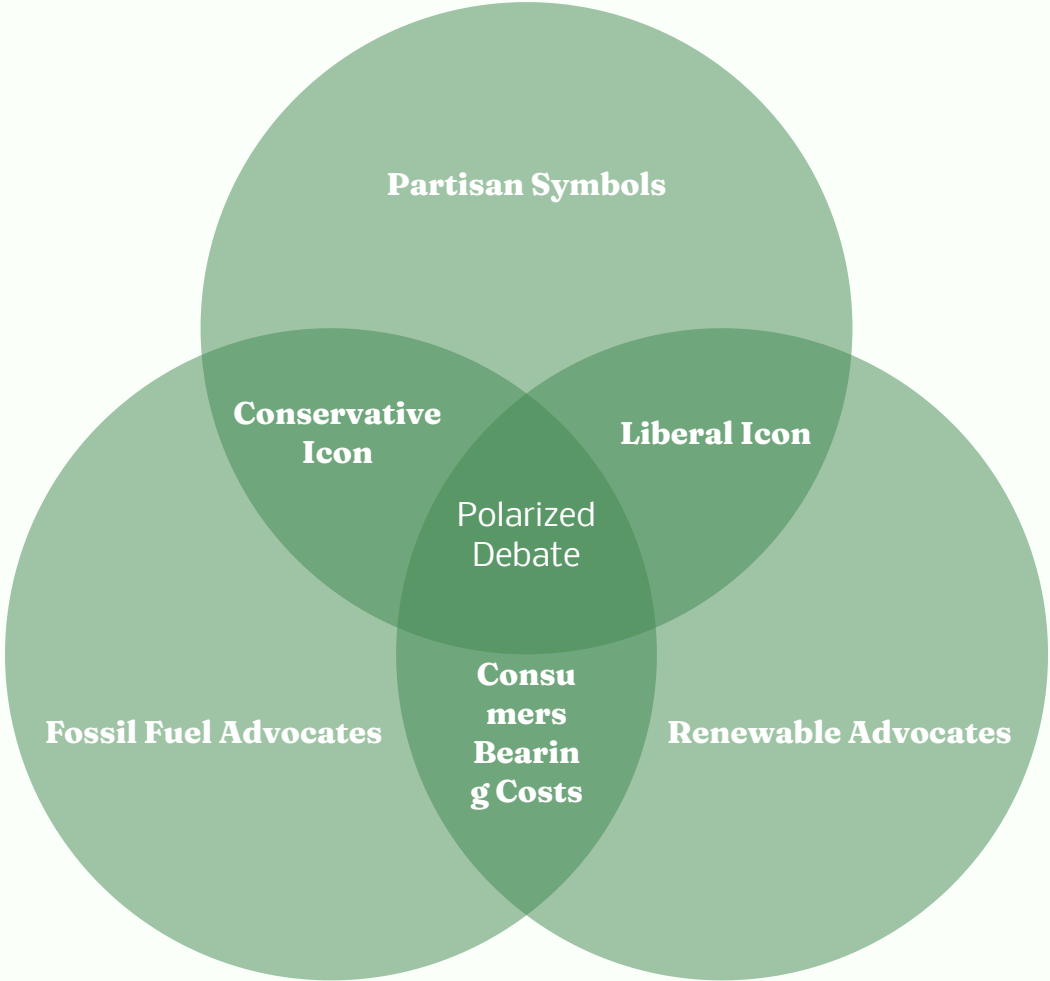 Partisan Symbols
Conservative
Icon
Liberal Icon
Polarized
Debate
Consu
mers
Bearin
g Costs
Fossil Fuel Advocates
Renewable Advocates